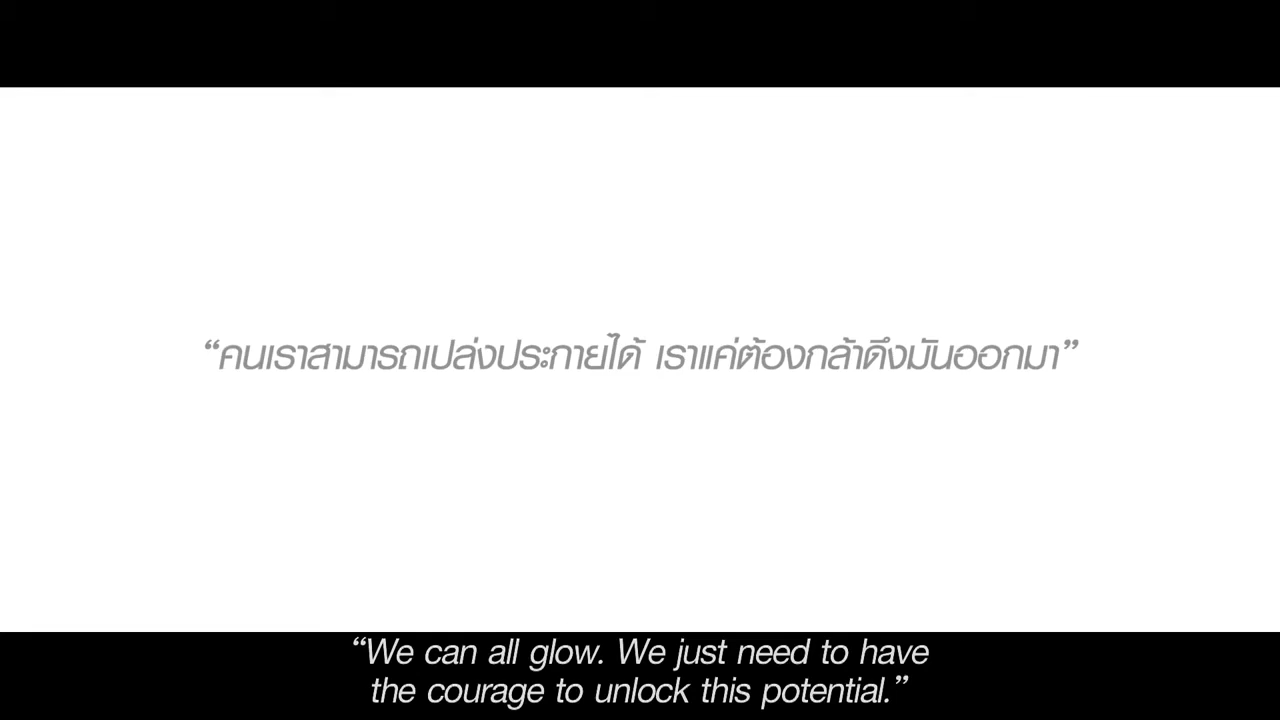 “คนเราสามารถเปล่งประกายได้ เราแค่ต้องกล้าดึงมันออกมา”
“We can all glow. We just need to have
the courage to unlock this potential.”